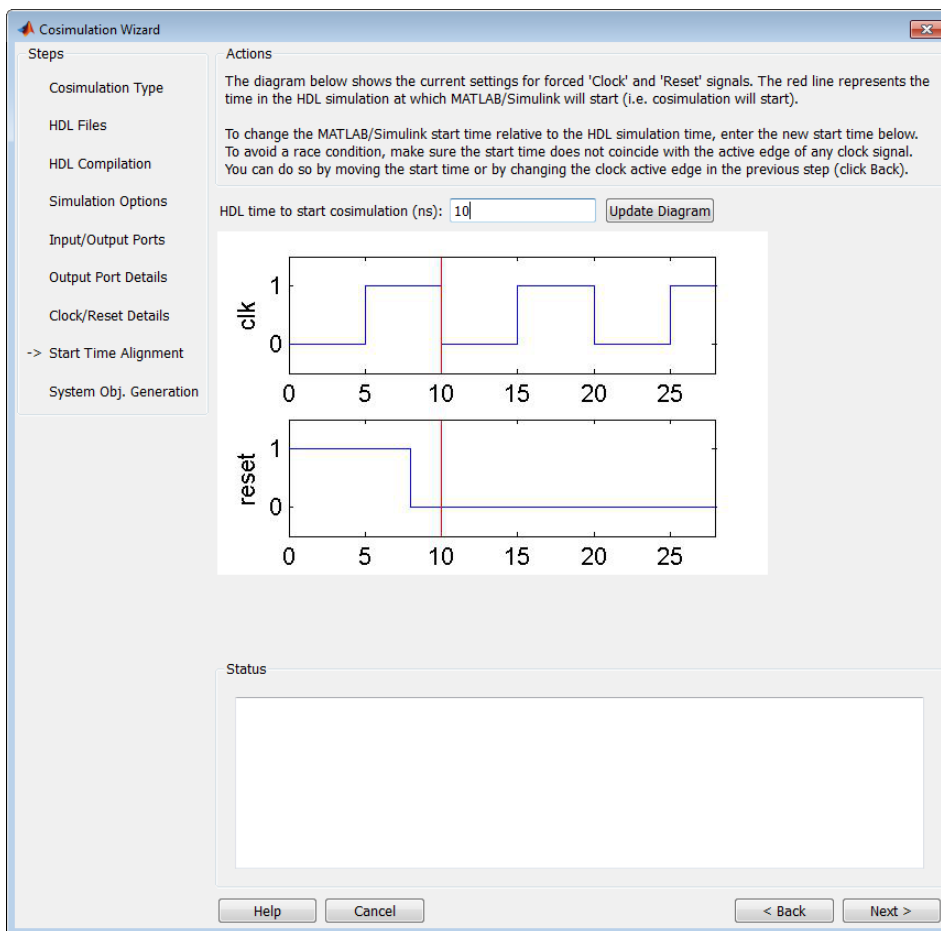 Cosimulation Wizard
Steps
Cosimulation Type
HDL Files
HDL Compilation
Simulation Options
Input/Output Ports
Output Port Details
Clock/Reset Details
-> Start Time Alignment
System Obj. Generation
Actions
The diagram below shows the current settings for forced 'Clock' and 'Reset' signals. The red line represents the
time in the HDL simulation at which MATLAB/Simulink will start (i.e. cosimulation will start).
To change the MATLAB/Simulink start time relative to the HDL simulation time, enter the new start time below.
To avoid a race condition, make sure the start time does not coincide with the active edge of any clock signal.
You can do so by moving the start time or by changing the clock active edge in the previous step (click Back).
HDL time to start cosimulation (ns): 10 Update Diagram
clk
1
0
0 5 10 15 20 25
reset
1
0
0 5 10 15 20 25
Status
Help Cancel < Back Next >